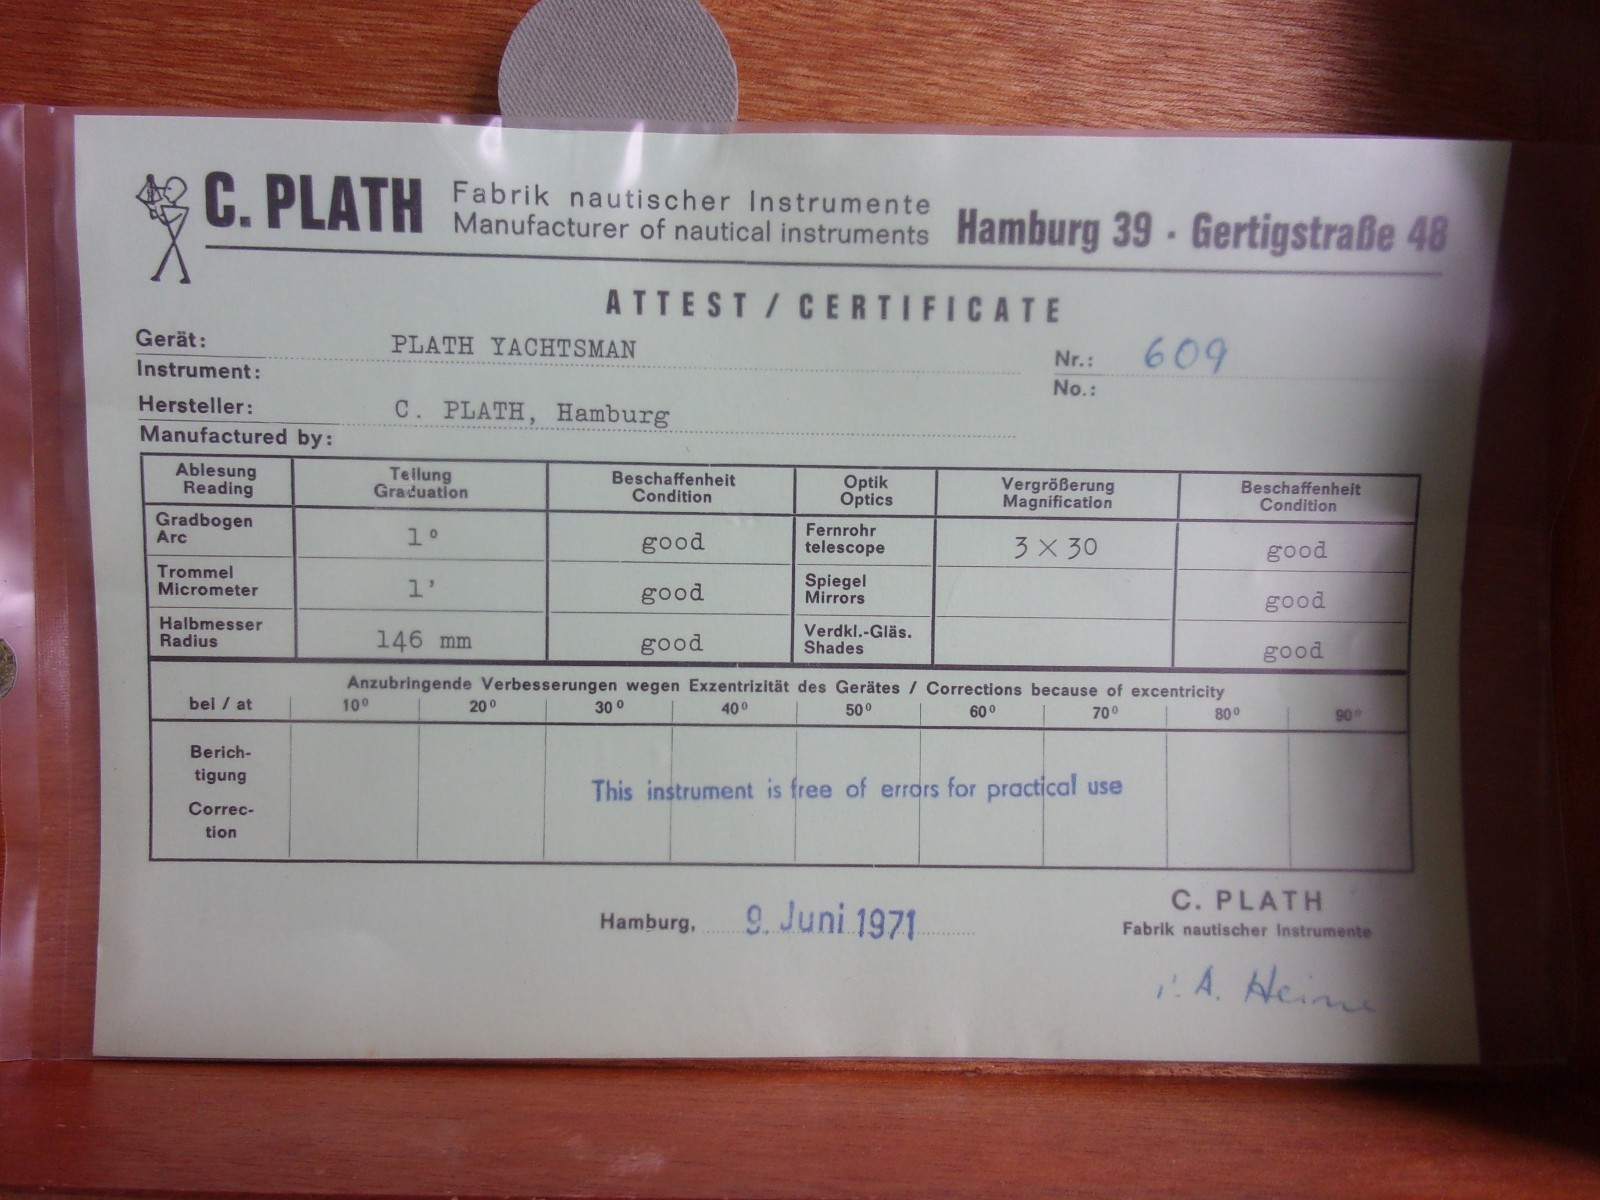 C. PLATH
Fabrik nautischer Instrumente
Manufacturer of nautical instruments
Hamburg 39 · Gertigstraße 48
ATTEST / CERTIFICATE
Gerät: PLATH YACHTSMAN Nr.: 609
Instrument: No.:
Hersteller: C. PLATH, Hamburg
Manufactured by:
Ablesung Teilung Beschaffenheit Optik Vergrößerung Beschaffenheit
Reading Graduation Condition Optics Magnification Condition
Gradbogen 1° good Fernrohr 3 × 30 good
Arc telescope
Trommel 1' good Spiegel good
Micrometer Mirrors
Halbmesser 146 mm good Verdkl.-Gläs. good
Radius Shades
Anzubringende Verbesserungen wegen Exzentrizität des Gerätes / Corrections because of excentricity
bei / at 10° 20° 30° 40° 50° 60° 70° 80° 90°
Berich-
tigung
This instrument is free of errors for practical use
Correc-
tion
Hamburg, 9. Juni 1971
C. PLATH
Fabrik nautischer Instrumente